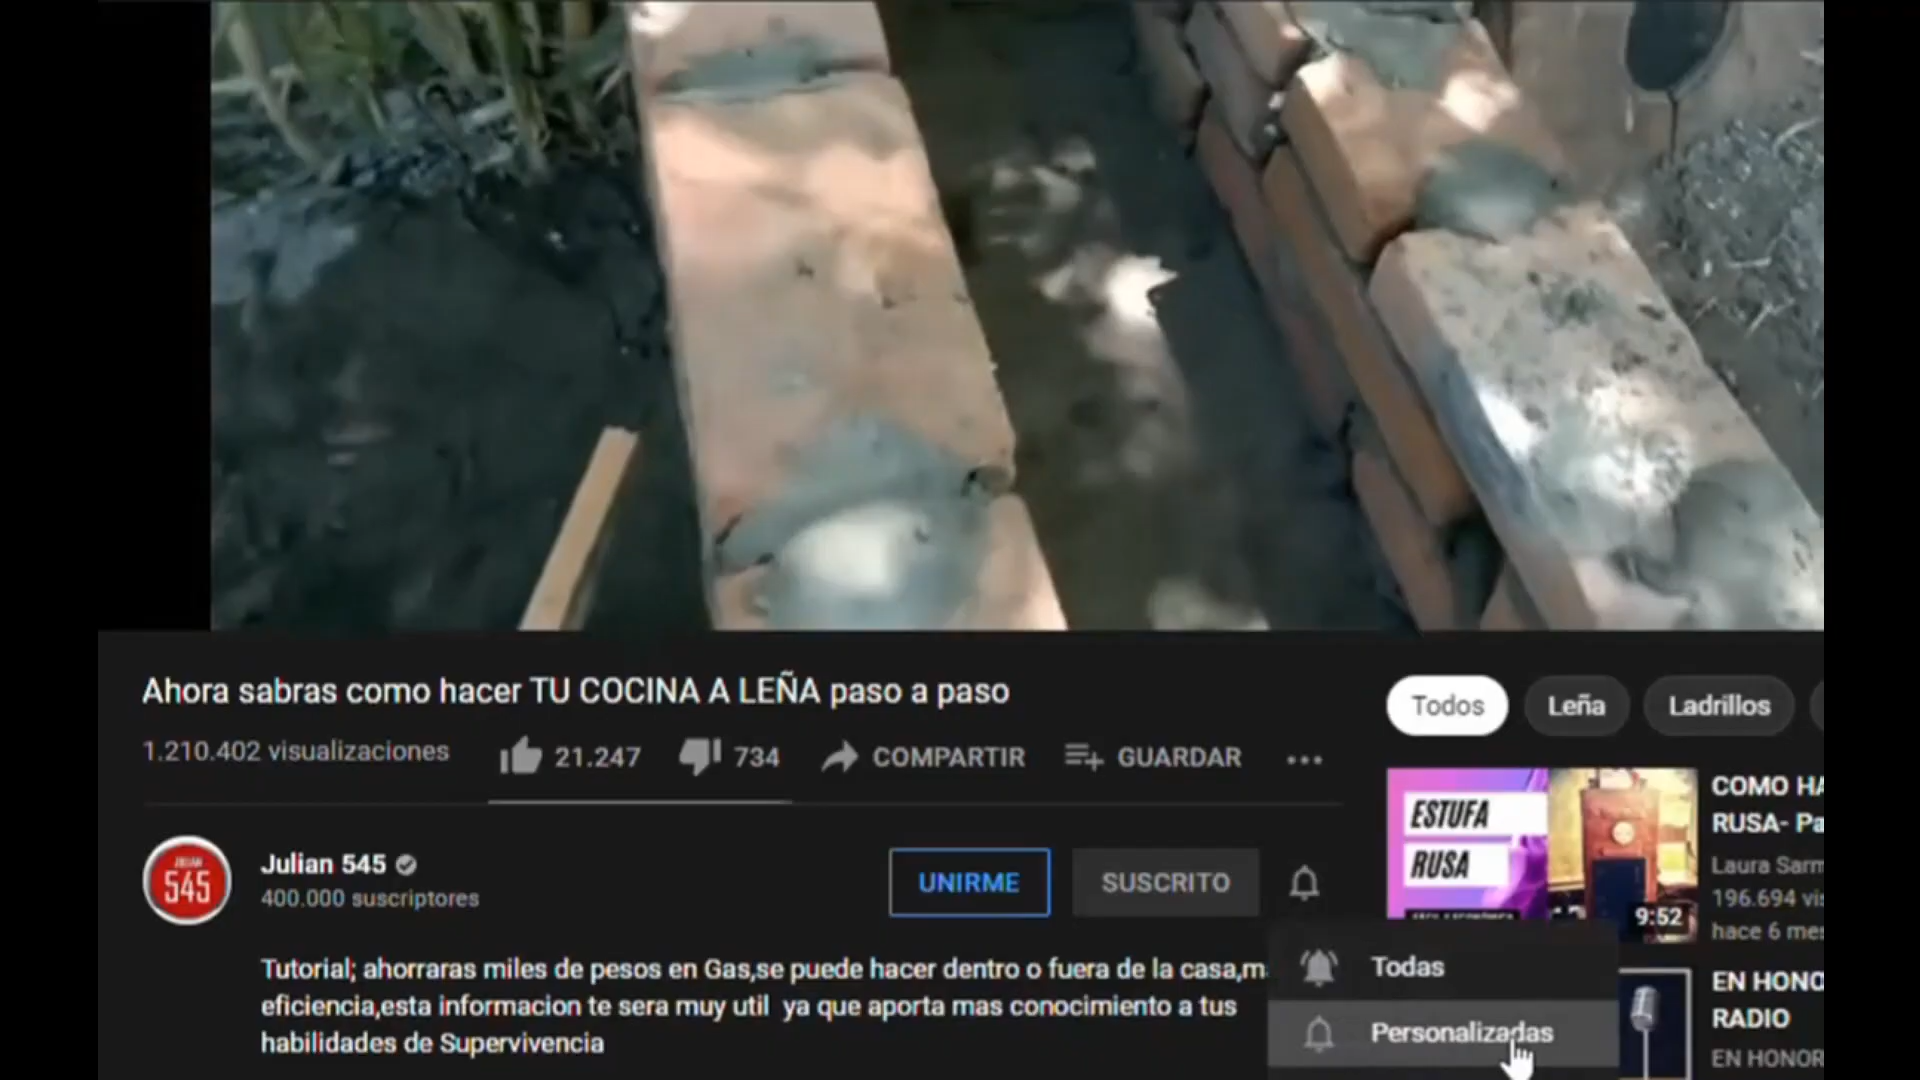 Ahora sabras como hacer TU COCINA A LEÑA paso a paso
1.210.402 visualizaciones
21.247
734
COMPARTIR
GUARDAR
JULIAN
545
Julian 545
400.000 suscriptores
UNIRME
SUSCRITO
Tutorial; ahorraras miles de pesos en Gas,se puede hacer dentro o fuera de la casa,m
eficiencia,esta informacion te sera muy util ya que aporta mas conocimiento a tus
habilidades de Supervivencia
Todas
Personalizadas
Todos
Leña
Ladrillos
ESTUFA
RUSA
9:52
COMO HA
RUSA- Pa
Laura Sarm
196.694 vi
hace 6 me
EN HONO
RADIO
EN HONOR